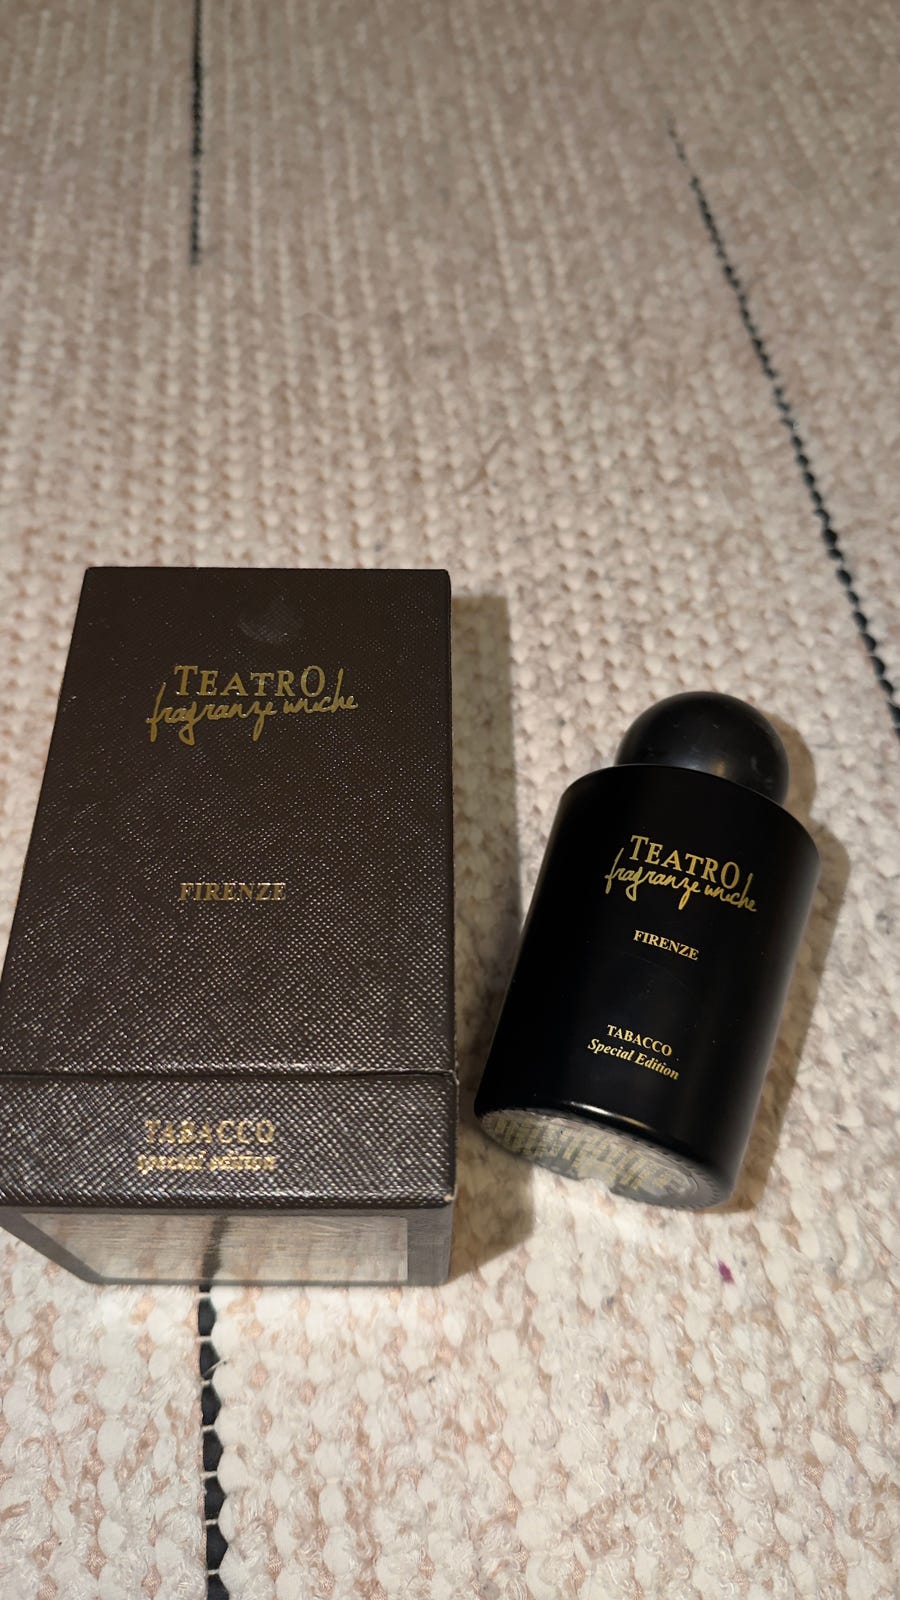 TEATRO
fragranze uniche
FIRENZE
TABACCO
special edition
TEATRO
fragranze uniche
FIRENZE
TABACCO
Special Edition